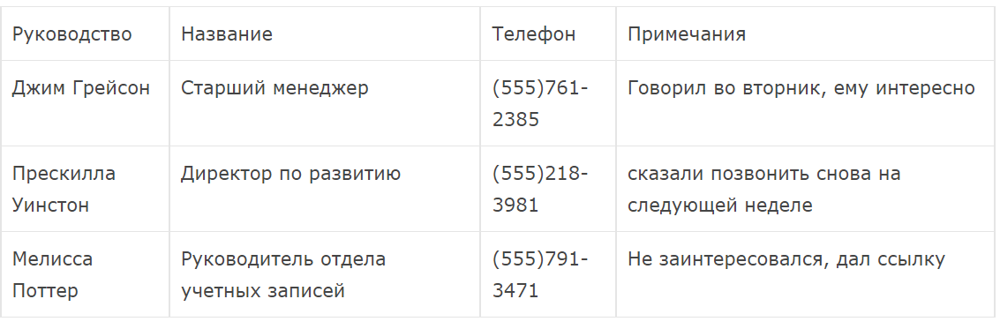 Руководство Название Телефон Примечания
Джим Грейсон Старший менеджер (555)761- Говорил во вторник, ему интересно
2385
Прескилла Директор по развитию (555)218- сказали позвонить снова на
Уинстон 3981 следующей неделе
Мелисса Руководитель отдела (555)791- Не заинтересовался, дал ссылку
Поттер учетных записей 3471